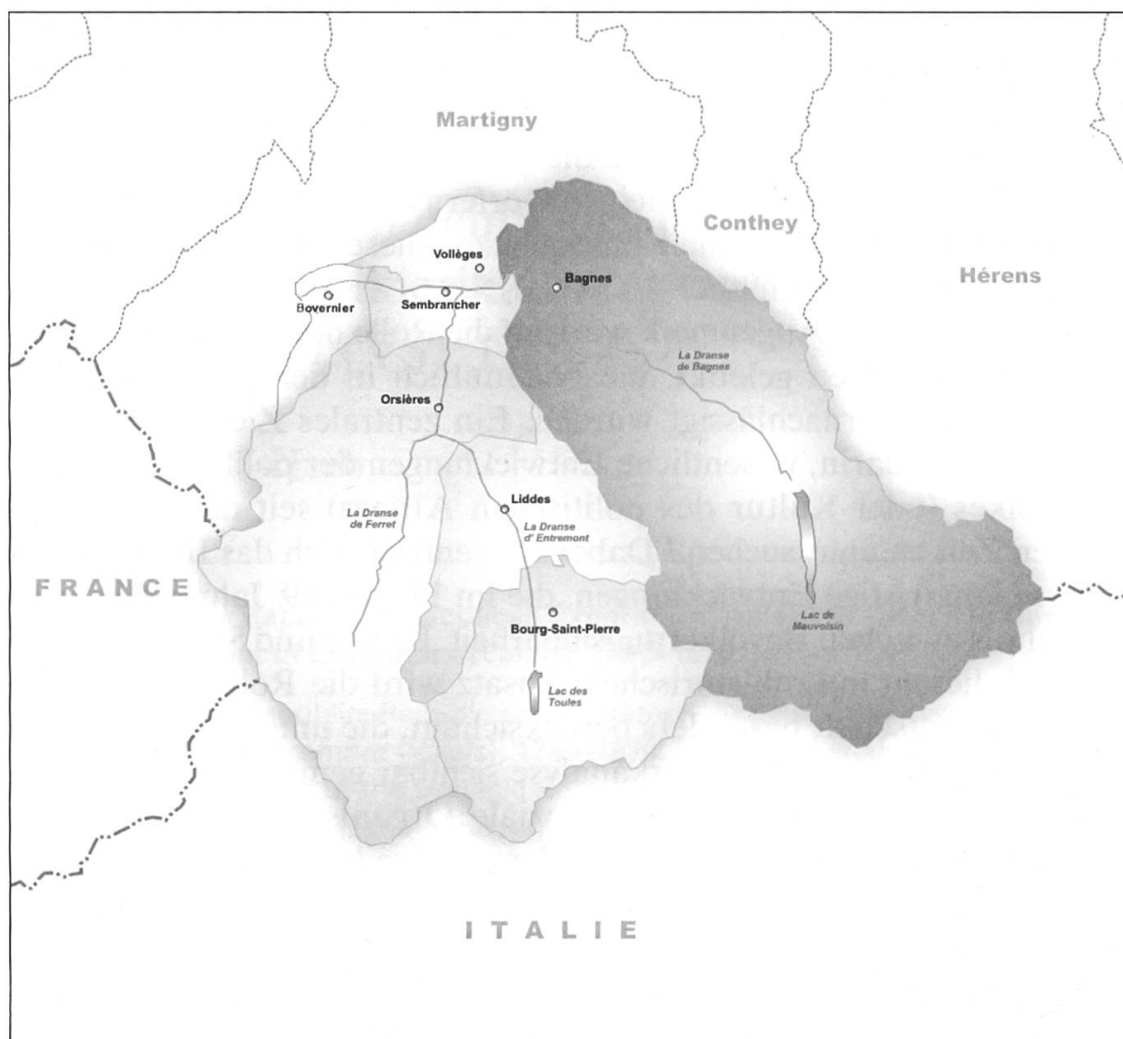 Martigny
Conthey
Hérens
Vollèges
Bagnes
Bovernier
Sembrancher
La Dranse
de Bagnes
Orsières
Liddes
La Dranse
de Ferret
La Dranse
d' Entremont
FRANCE
Bourg-Saint-Pierre
Lac de
Mauvoisin
Lac des
Toules
ITALIE